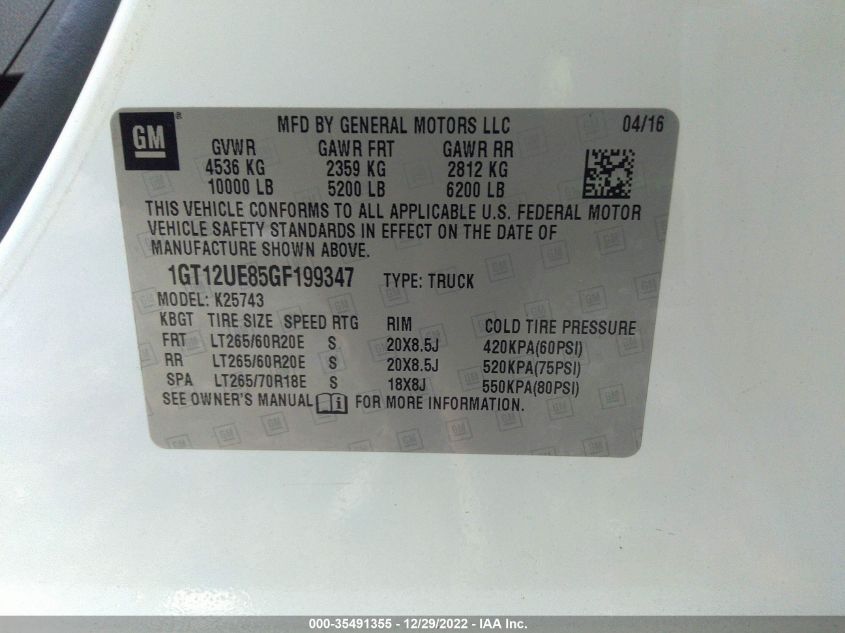 GM ® MFD BY GENERAL MOTORS LLC 04/16
GVWR GAWR FRT GAWR RR
4536 KG 2359 KG 2812 KG
10000 LB 5200 LB 6200 LB
THIS VEHICLE CONFORMS TO ALL APPLICABLE U.S. FEDERAL MOTOR
VEHICLE SAFETY STANDARDS IN EFFECT ON THE DATE OF
MANUFACTURE SHOWN ABOVE.
1GT12UE85GF199347 TYPE: TRUCK
MODEL: K25743
KBGT TIRE SIZE SPEED RTG RIM COLD TIRE PRESSURE
FRT LT265/60R20E S 20X8.5J 420KPA(60PSI)
RR LT265/60R20E S 20X8.5J 520KPA(75PSI)
SPA LT265/70R18E S 18X8J 550KPA(80PSI)
SEE OWNER'S MANUAL FOR MORE INFORMATION.
000-35491355 - 12/29/2022 - IAA Inc.